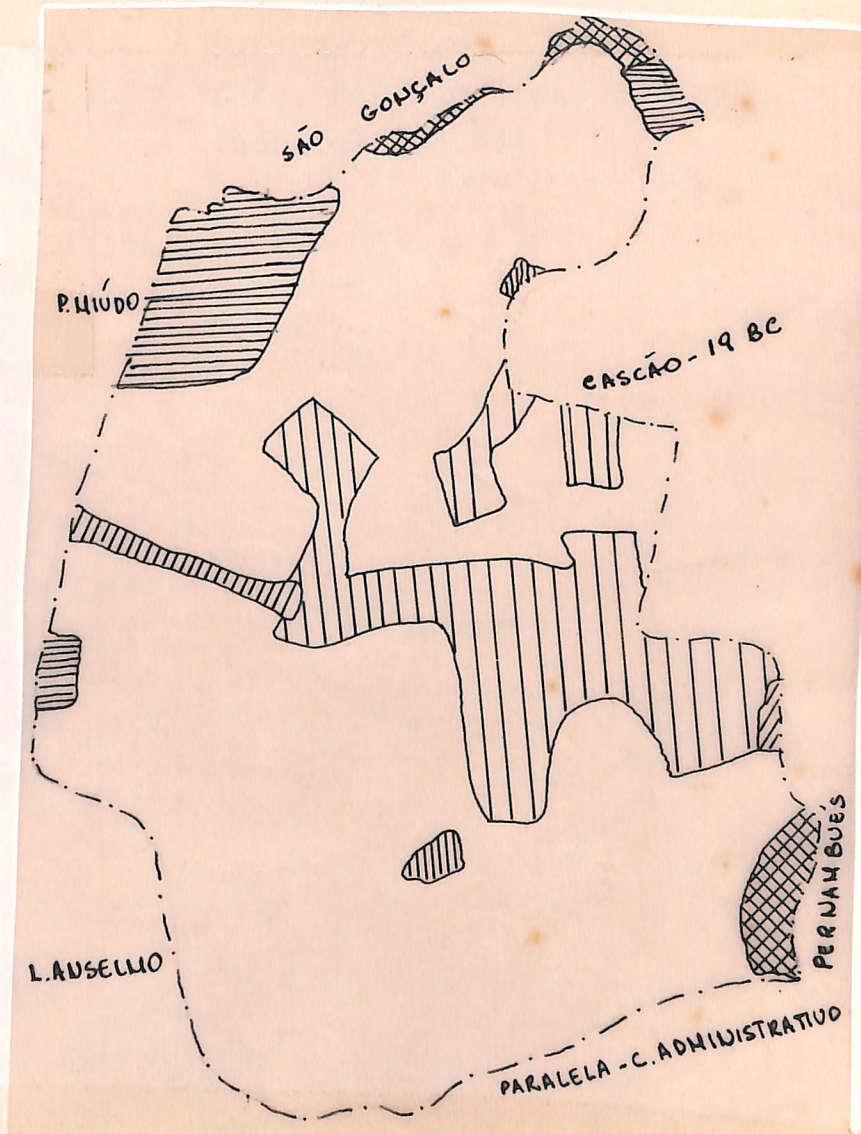 SÃO GONÇALO
P.MIÚDO
CASCÃO - 19 BC
PERNAMBUÉS
L.ANSELMO
PARALELA - C.ADMINISTRATIVO